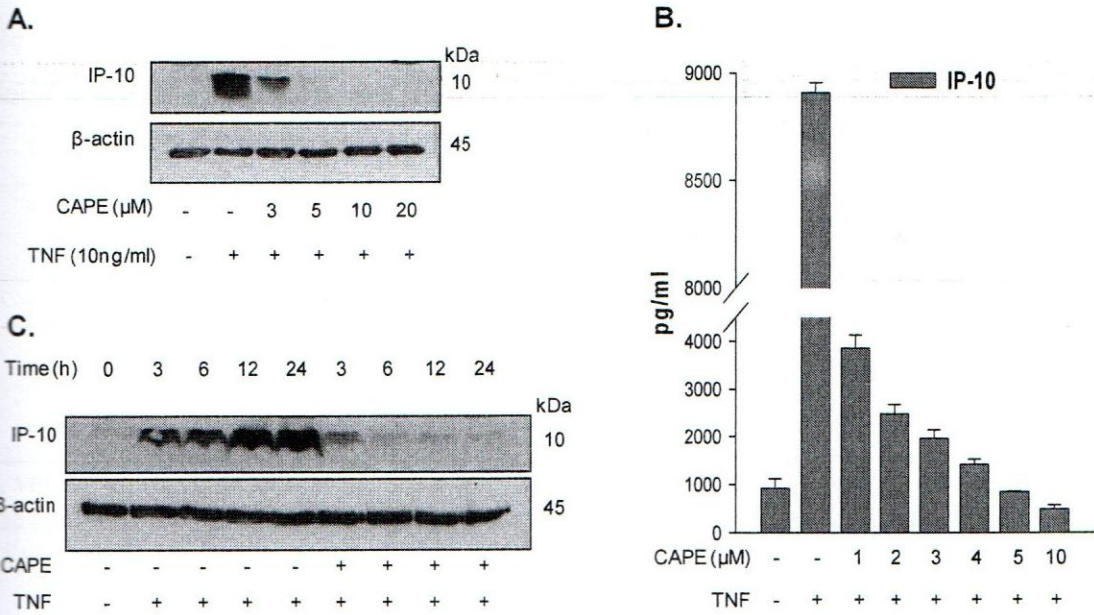 A.
kDa
IP-10
10
β-actin
45
CAPE (µM) - - 3 5 10 20
TNF (10ng/ml) - + + + + +
B.
IP-10
9000
8500
8000
4000
3000
2000
1000
0
pg/ml
CAPE (µM) - - 1 2 3 4 5 10
TNF - + + + + + + +
C.
Time (h) 0 3 6 12 24 3 6 12 24
kDa
IP-10
10
β-actin
45
CAPE - - - - - + + + +
TNF - + + + + + + + +